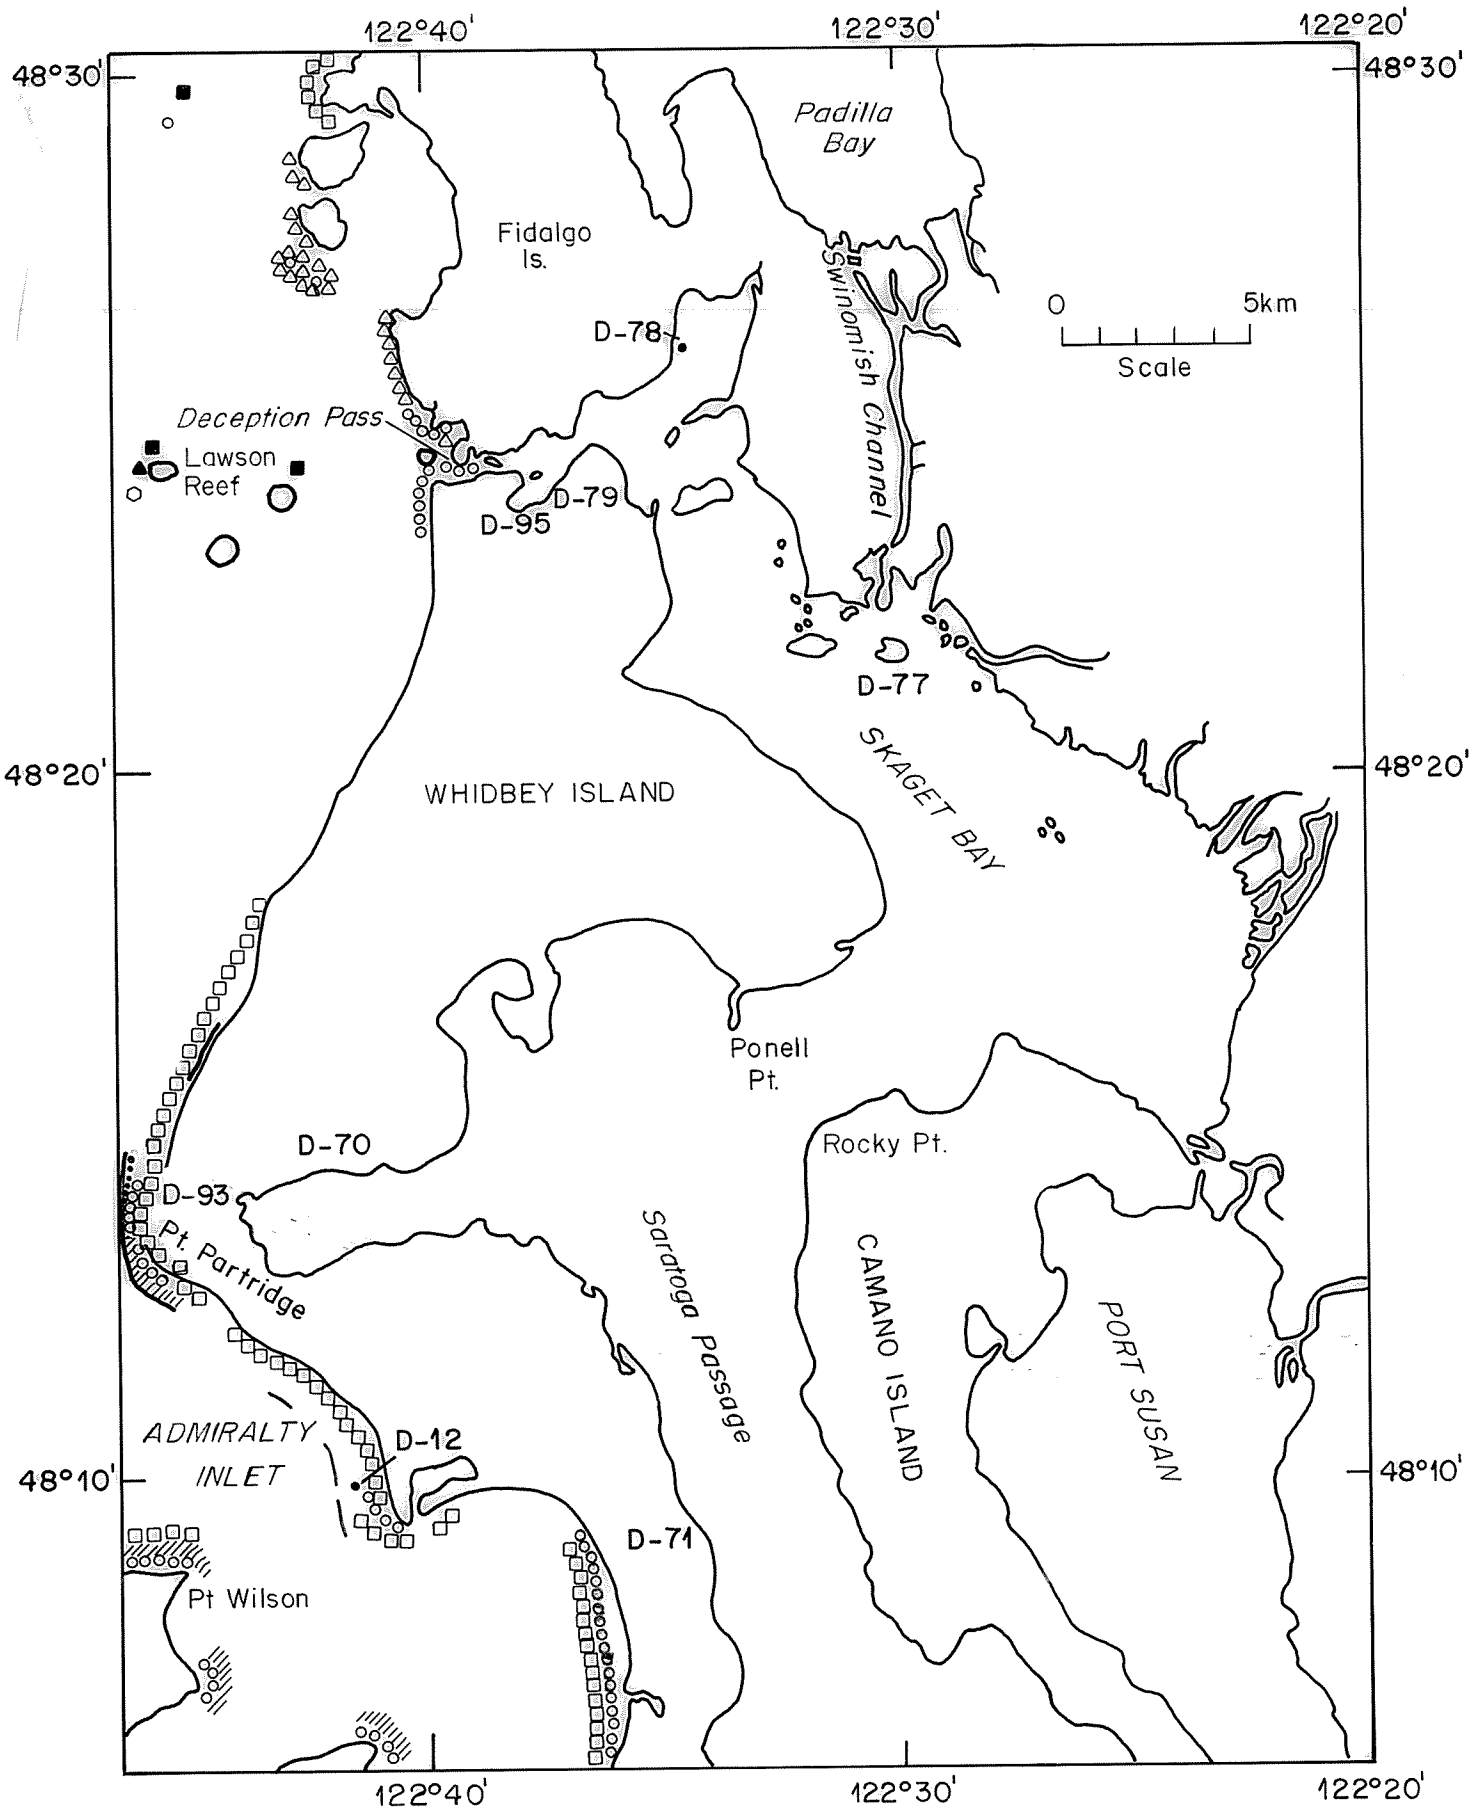 122°40'
122°30'
122°20'
48°30'
48°30'
Padilla
Bay
Fidalgo
Is.
Swinomish Channel
0
5km
Scale
D-78
Deception Pass
Lawson
Reef
D-79
D-95
D-77
SKAGET BAY
48°20'
48°20'
WHIDBEY ISLAND
Ponell
Pt.
Rocky Pt.
D-70
D-93
Pt. Partridge
Saratoga Passage
CAMANO ISLAND
PORT SUSAN
ADMIRALTY
INLET
D-12
48°10'
48°10'
D-71
Pt Wilson
122°40'
122°30'
122°20'